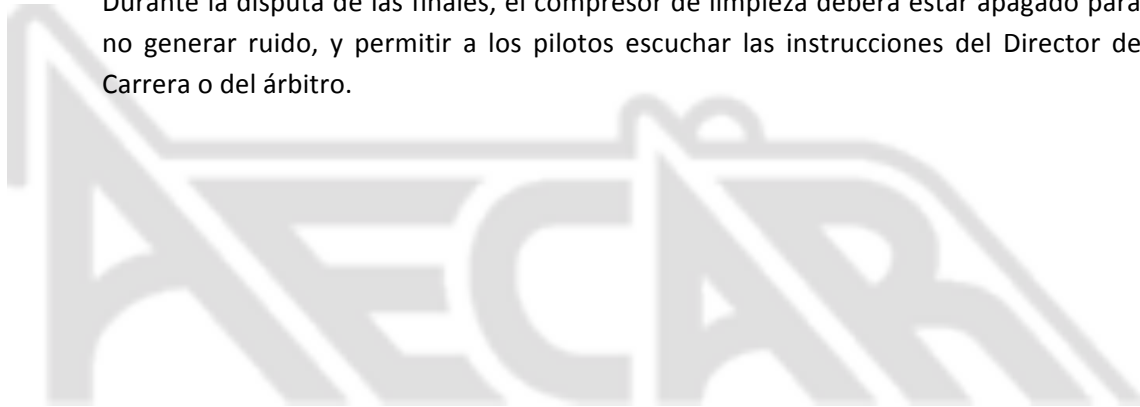 Durante la disputa de las finales, el compresor de limpieza deberá estar apagado para
no generar ruido, y permitir a los pilotos escuchar las instrucciones del Director de
Carrera o del árbitro.
AECAR